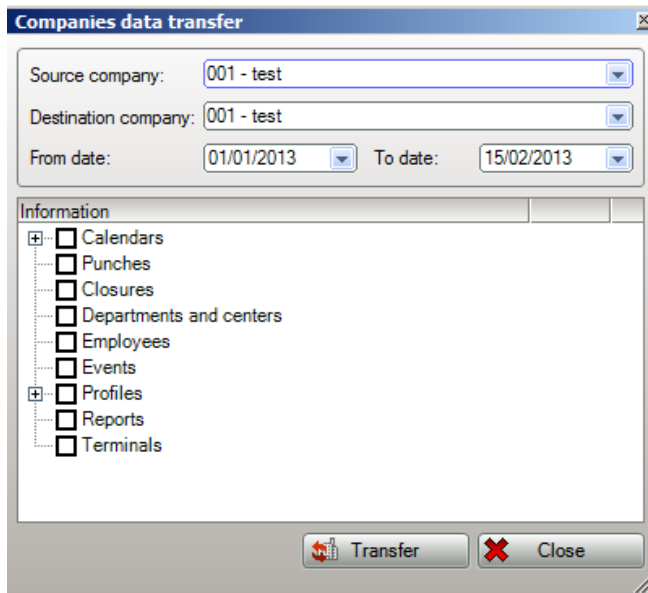 Companies data transfer
Source company: 001 - test
Destination company: 001 - test
From date: 01/01/2013 To date: 15/02/2013
Information
Calendars
Punches
Closures
Departments and centers
Employees
Events
Profiles
Reports
Terminals
Transfer Close